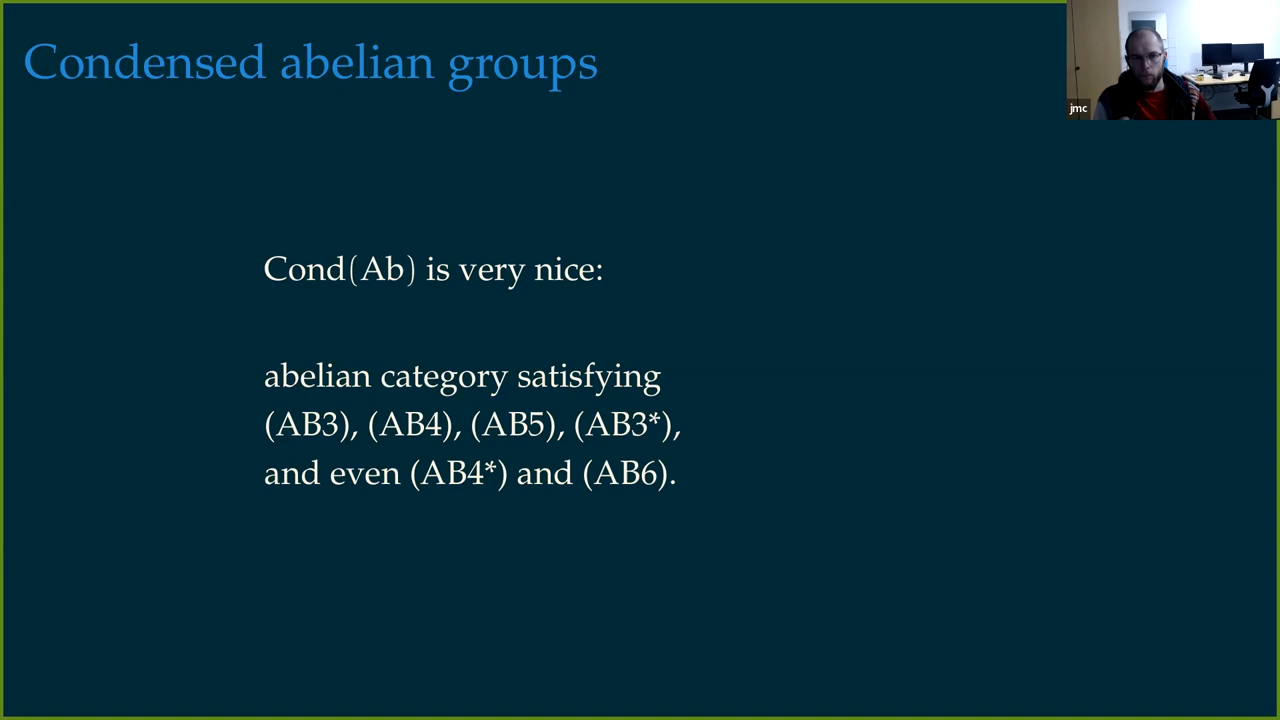 Condensed abelian groups
jmc
Cond(Ab) is very nice:
abelian category satisfying
(AB3), (AB4), (AB5), (AB3*),
and even (AB4*) and (AB6).